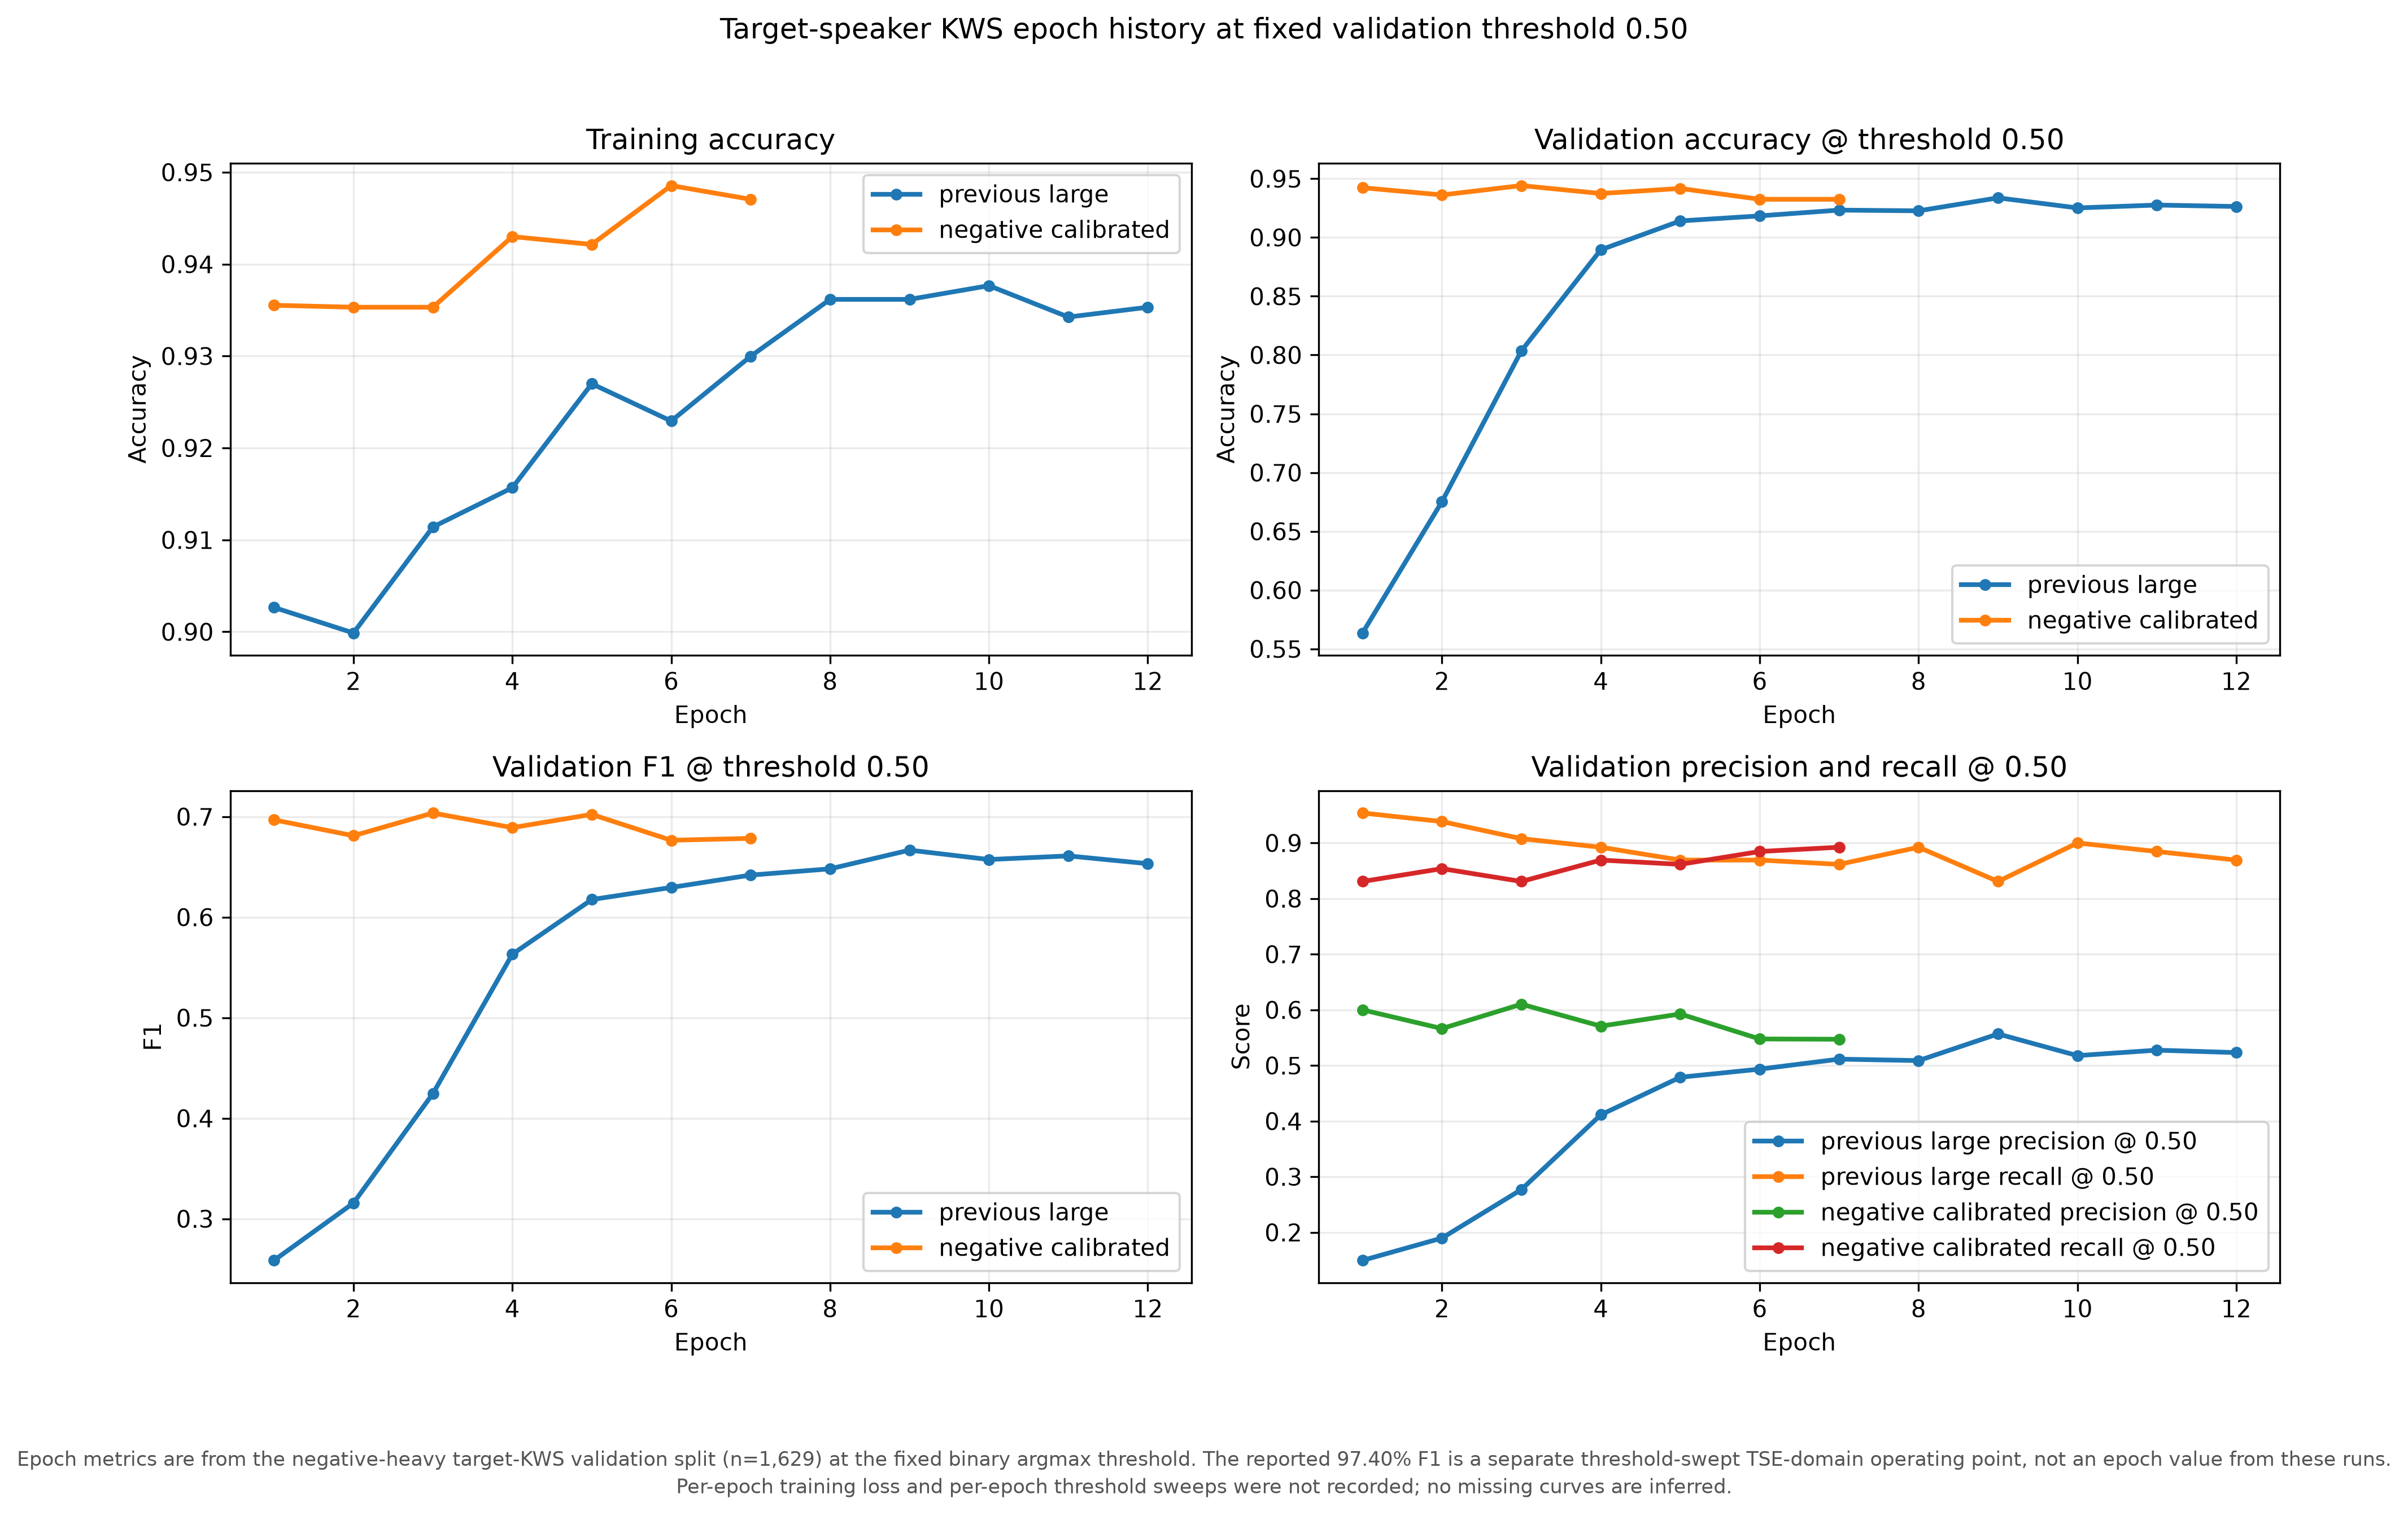 Target-speaker KWS epoch history at fixed validation threshold 0.50
Training accuracy
0.95
0.94
0.93
0.92
0.91
0.90
Accuracy
2 4 6 8 10 12
Epoch
previous large
negative calibrated
Validation accuracy @ threshold 0.50
0.95
0.90
0.85
0.80
0.75
0.70
0.65
0.60
0.55
Accuracy
2 4 6 8 10 12
Epoch
previous large
negative calibrated
Validation F1 @ threshold 0.50
0.7
0.6
0.5
0.4
0.3
F1
2 4 6 8 10 12
Epoch
previous large
negative calibrated
Validation precision and recall @ 0.50
0.9
0.8
0.7
0.6
0.5
0.4
0.3
0.2
Score
2 4 6 8 10 12
Epoch
previous large precision @ 0.50
previous large recall @ 0.50
negative calibrated precision @ 0.50
negative calibrated recall @ 0.50
Epoch metrics are from the negative-heavy target-KWS validation split (n=1,629) at the fixed binary argmax threshold. The reported 97.40% F1 is a separate threshold-swept TSE-domain operating point, not an epoch value from these runs.
Per-epoch training loss and per-epoch threshold sweeps were not recorded; no missing curves are inferred.